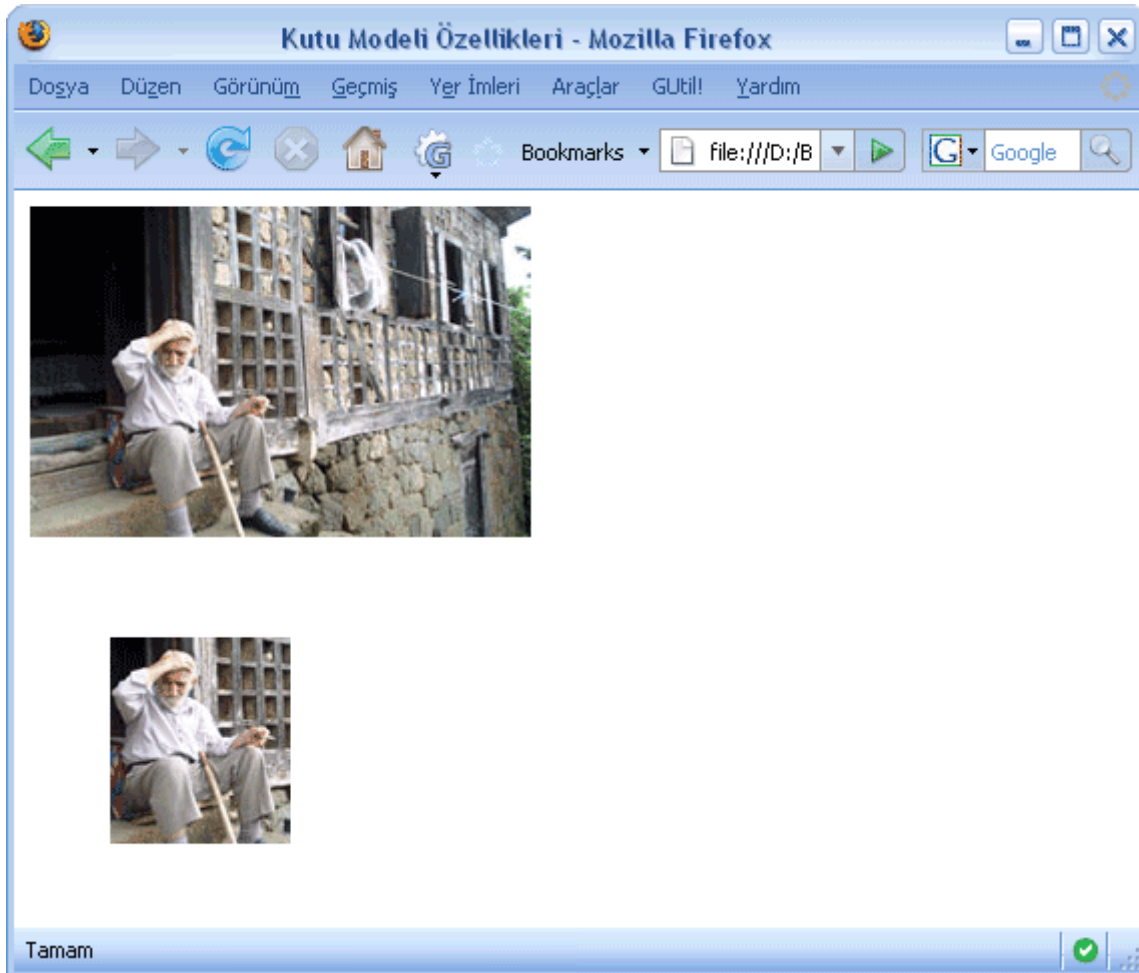 Kutu Modeli Özellikleri - Mozilla Firefox
Dosya Düzen Görünüm Geçmiş Yer İmleri Araçlar GUtil! Yardım
G Bookmarks file:///D:/B G Google
Tamam